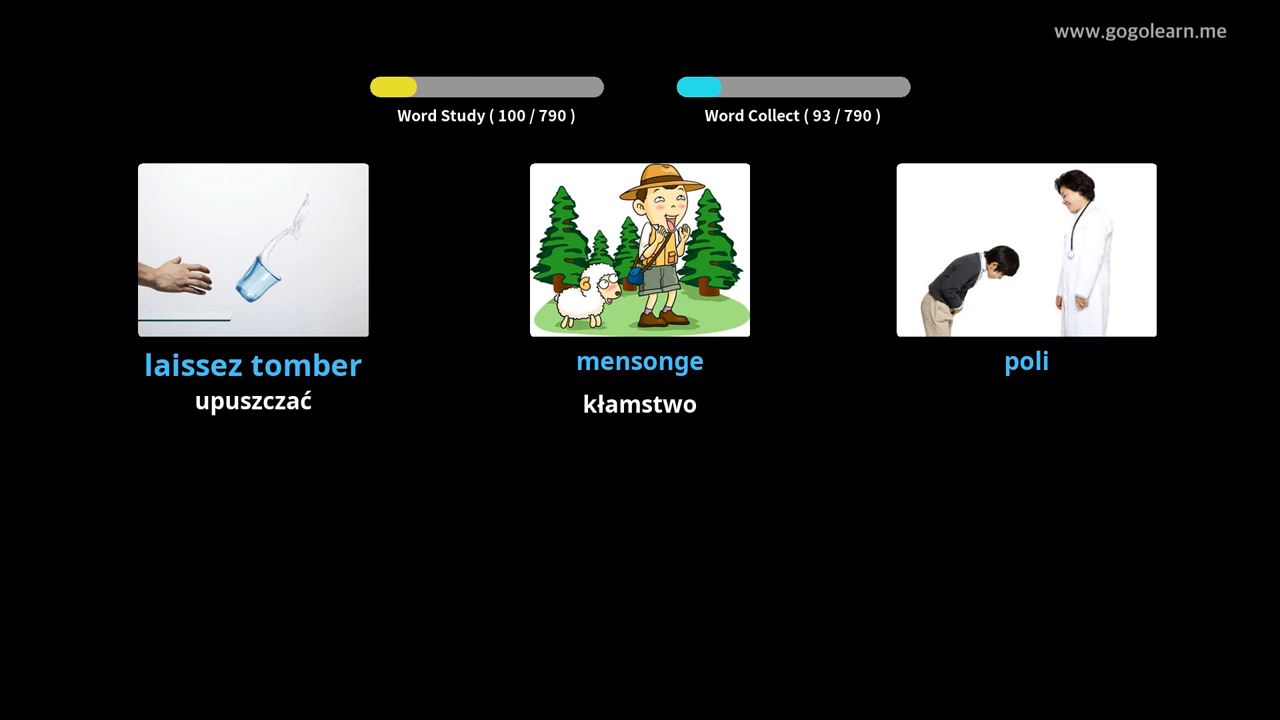 www.gogolearn.me
Word Study ( 100 / 790 )
Word Collect ( 93 / 790 )
laissez tomber
upuszczać
mensonge
kłamstwo
poli